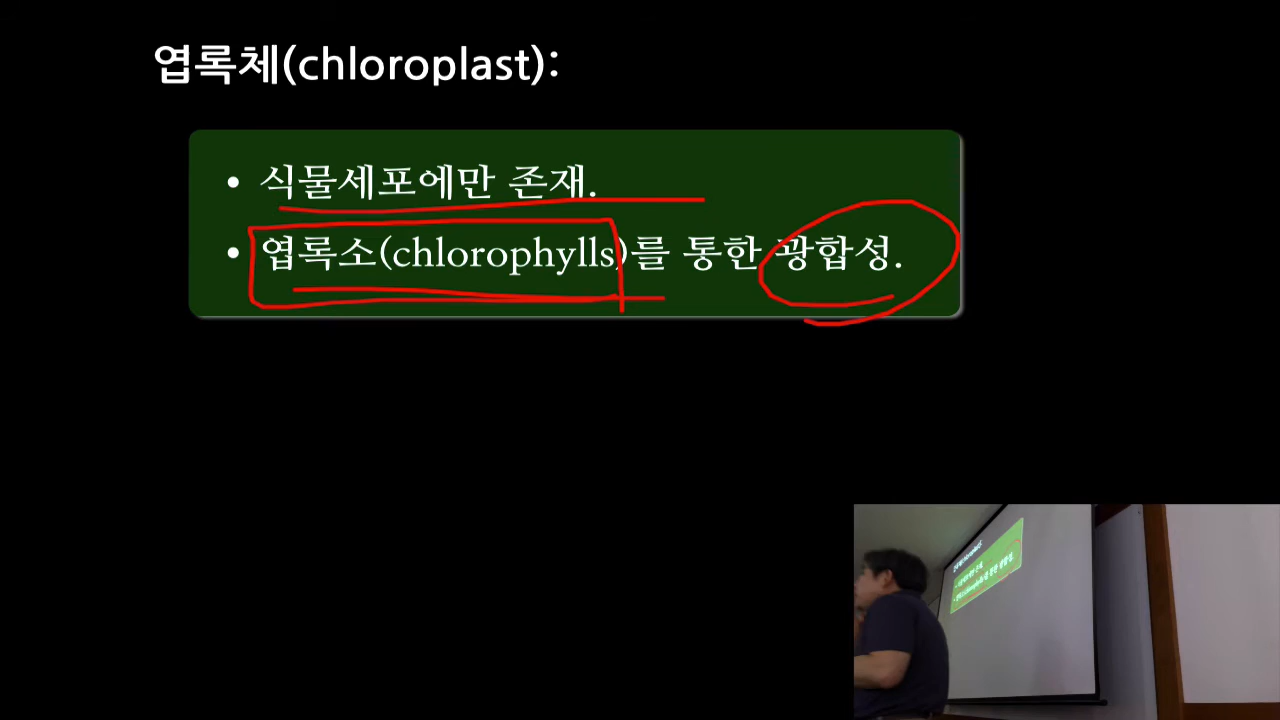 엽록체(chloroplast):
• 식물세포에만 존재.
• 엽록소(chlorophylls)를 통한 광합성.